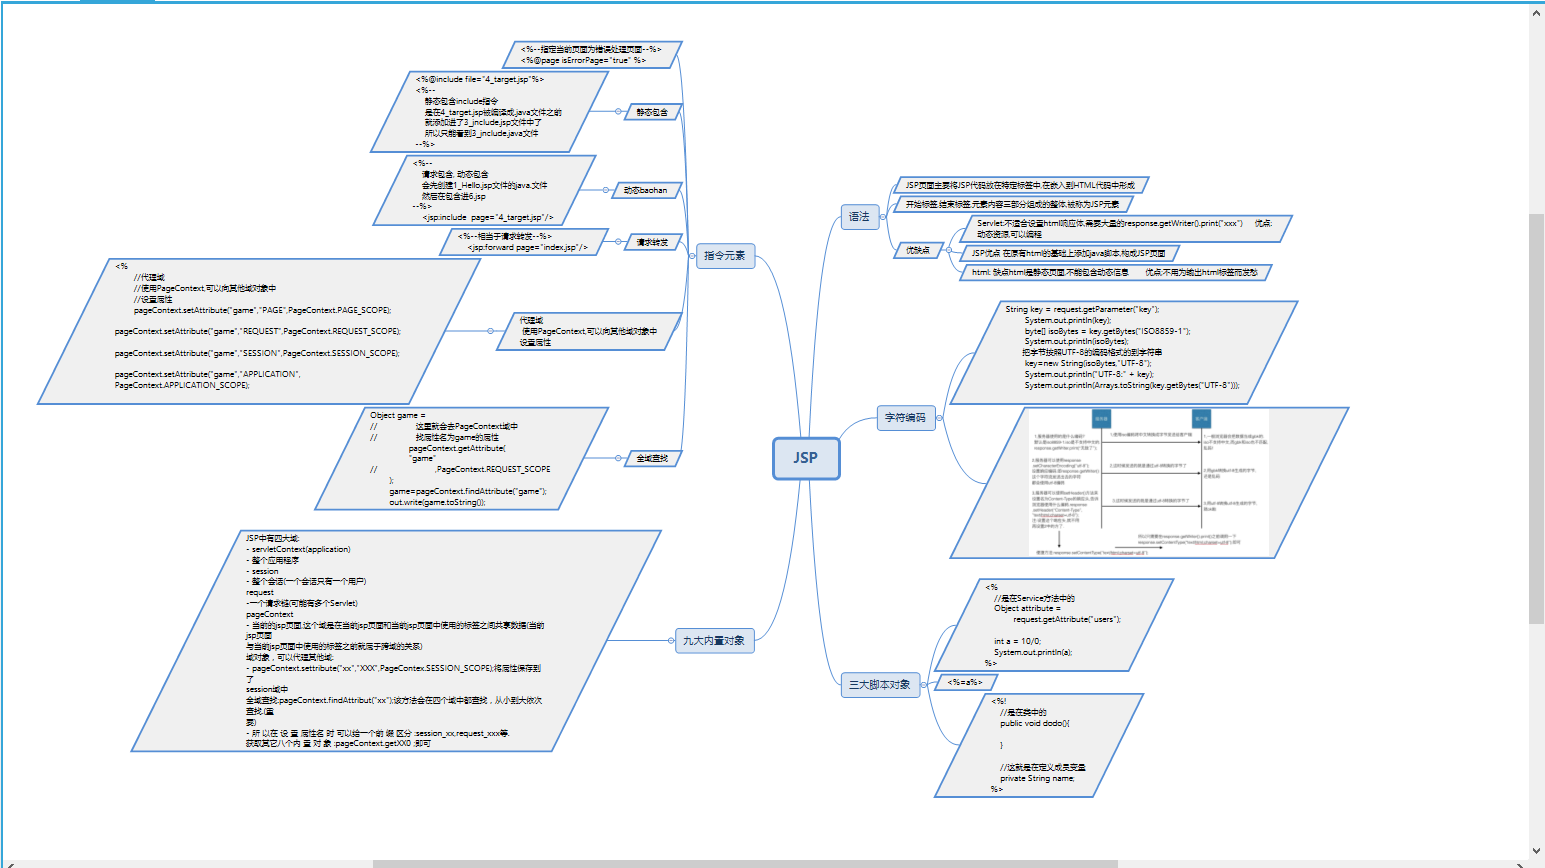 <%--指定当前页面为错误处理页面--%>
<%@page isErrorPage="true" %>
<%@include file="4_target.jsp"%>
<%--
静态包含include指令
是在4_target.jsp被编译成.java文件之前
就添加进了3_include.jsp文件中了
所以只能看到3_include.java文件
--%>
静态包含
<%--
请求包含, 动态包含
会先创建1_Hello.jsp文件的java.文件
然后在包含进6.jsp
--%>
<jsp:include page="4_target.jsp"/>
动态baohan
<%--相当于请求转发--%>
<jsp:forward page="index.jsp"/>
请求转发
指令元素
<%
//代理域
//使用PageContext,可以向其他域对象中
//设置属性
pageContext.setAttribute("game","PAGE",PageContext.PAGE_SCOPE);
pageContext.setAttribute("game","REQUEST",PageContext.REQUEST_SCOPE);
pageContext.setAttribute("game","SESSION",PageContext.SESSION_SCOPE);
pageContext.setAttribute("game","APPLICATION",
PageContext.APPLICATION_SCOPE);
代理域
使用PageContext,可以向其他域对象中
设置属性
Object game =
// 这里就会去PageContext域中
// 找属性名为game的属性
pageContext.getAttribute(
"game"
// ,PageContext.REQUEST_SCOPE
);
game=pageContext.findAttribute("game");
out.write(game.toString());
全域查找
JSP中有四大域:
- servletContext(application)
- 整个应用程序
- session
- 整个会话(一个会话只有一个用户)
request
-一个请求链(可能有多个Servlet)
pageContext
- 当前的jsp页面,这个域是在当前jsp页面和当前jsp页面中使用的标签之间共享数据(当前
jsp页面
与当前jsp页面中使用的标签之前就属于跨域的关系)
域对象，可以代理其他域:
- pageContext.settribute("xx","XXX",PageContex.SESSION_SCOPE);将属性保存到
了
session域中
全域查找:pageContext.findAttribut("xx");该方法会在四个域中都查找，从小到大依次
查找.(重
要)
- 所 以在 设 置 属性名 时 可以给一个前 缀 区分 :session_xx,request_xxx等.
获取其它八个内 置 对 象 :pageContext.getXX0 ;即可
九大内置对象
JSP
语法
JSP页面主要将JSP代码放在特定标签中,在嵌入到HTML代码中形成
开始标签.结束标签,元素内容三部分组成的整体,被称为JSP元素
优缺点
Servlet:不适合设置html响应体,需要大量的response.getWriter().print("xxx") 优点:
动态资源,可以编程
JSP优点 在原有html的基础上添加java脚本,构成JSP页面
html: 缺点html是静态页面,不能包含动态信息 优点:不用为输出html标签而发愁
字符编码
String key = request.getParameter("key");
System.out.println(key);
byte[] isoBytes = key.getBytes("ISO8859-1");
System.out.println(isoBytes);
把字节按照UTF-8的编码格式的到字符串
key=new String(isoBytes,"UTF-8");
System.out.println("UTF-8:" + key);
System.out.println(Arrays.toString(key.getBytes("UTF-8")));
三大脚本对象
<%
//是在Service方法中的
Object attribute =
request.getAttribute("users");
int a = 10/0;
System.out.println(a);
%>
<%=a%>
<%!
//是在类中的
public void dodo(){
}
//这就是在定义成员变量
private String name;
%>